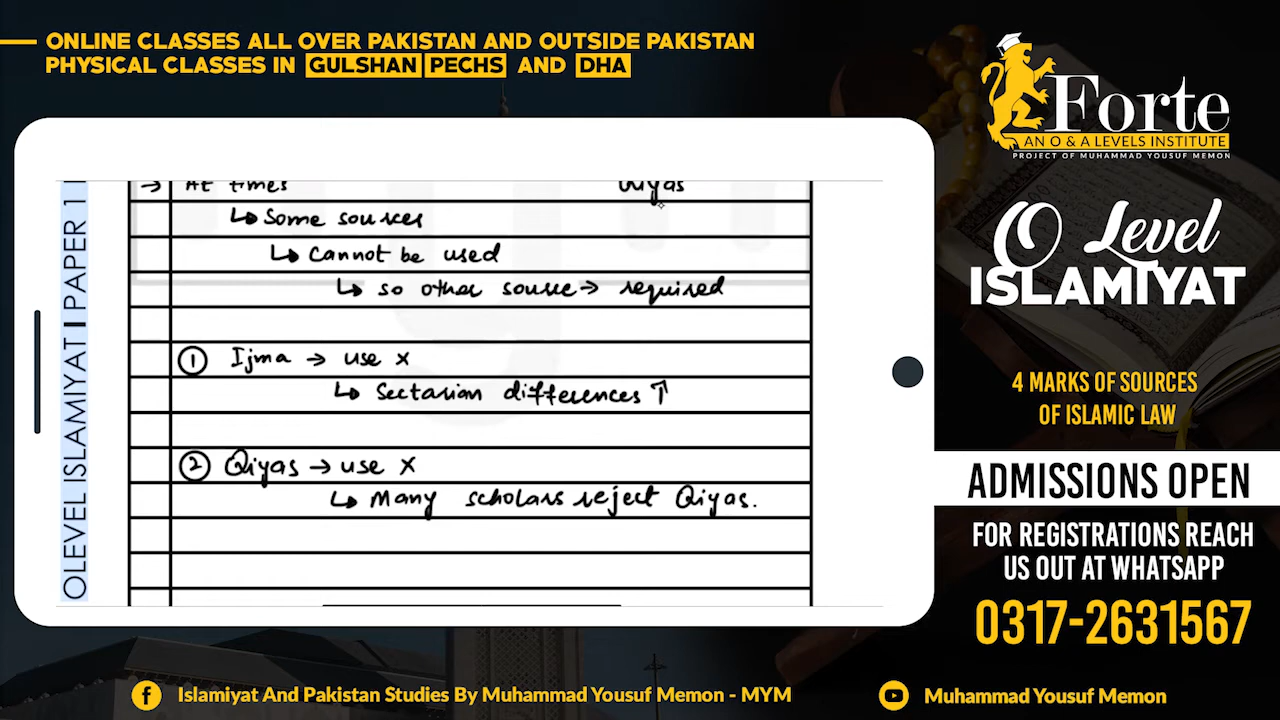 ONLINE CLASSES ALL OVER PAKISTAN AND OUTSIDE PAKISTAN
PHYSICAL CLASSES IN GULSHAN PECHS AND DHA
Forte
AN O & A LEVELS INSTITUTE
PROJECT OF MUHAMMAD YOUSUF MEMON
OLEVEL ISLAMIYAT I PAPER 1
→ At times Qiyas
↳ Some sources
↳ Cannot be used
↳ so other source → required
① Ijma → use x
↳ Sectarian differences ↑
② Qiyas → use x
↳ Many scholars reject Qiyas.
O Level
ISLAMIYAT
4 MARKS OF SOURCES
OF ISLAMIC LAW
ADMISSIONS OPEN
FOR REGISTRATIONS REACH
US OUT AT WHATSAPP
0317-2631567
Islamiyat And Pakistan Studies By Muhammad Yousuf Memon - MYM
Muhammad Yousuf Memon